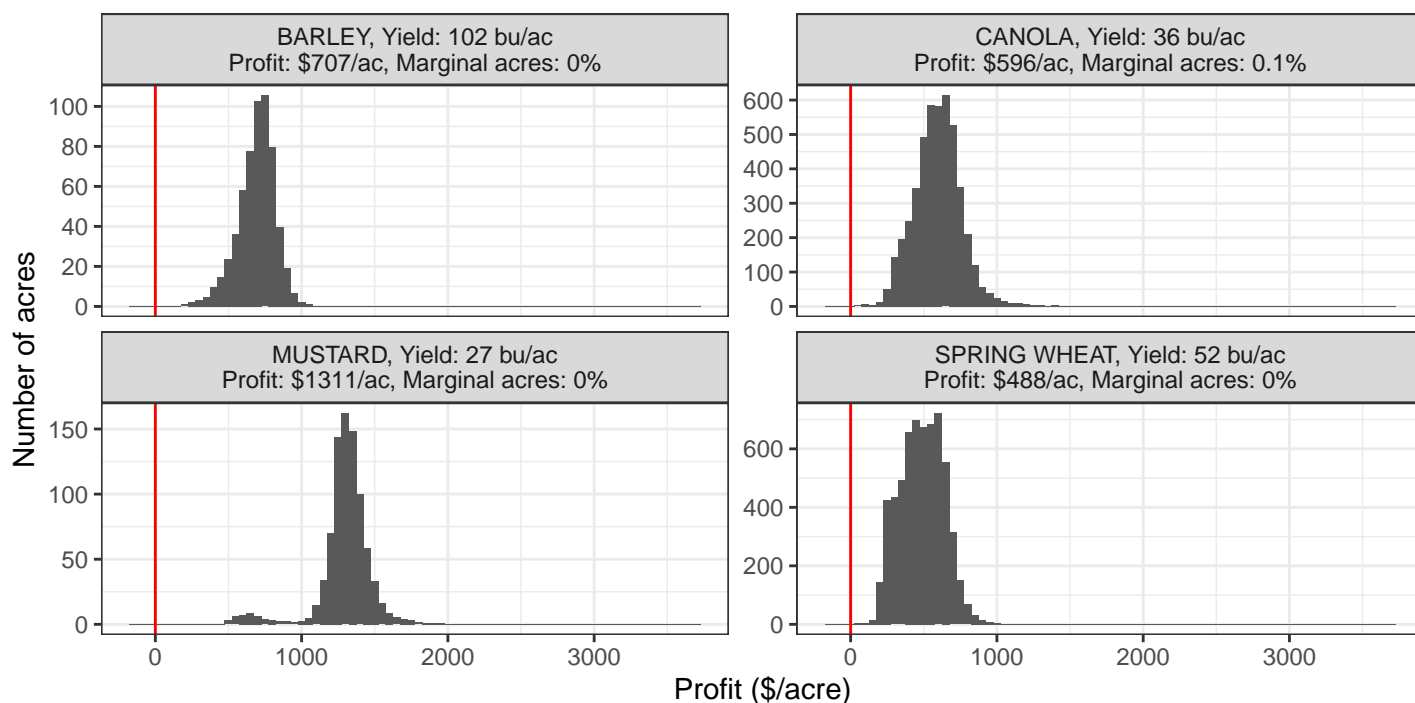 BARLEY, Yield: 102 bu/ac
Profit: $707/ac, Marginal acres: 0%
CANOLA, Yield: 36 bu/ac
Profit: $596/ac, Marginal acres: 0.1%
100
80
60
40
20
0
600
500
400
300
200
100
0
MUSTARD, Yield: 27 bu/ac
Profit: $1311/ac, Marginal acres: 0%
SPRING WHEAT, Yield: 52 bu/ac
Profit: $488/ac, Marginal acres: 0%
150
100
50
0
600
400
200
0
0
1000
2000
3000
0
1000
2000
3000
Number of acres
Profit ($/acre)